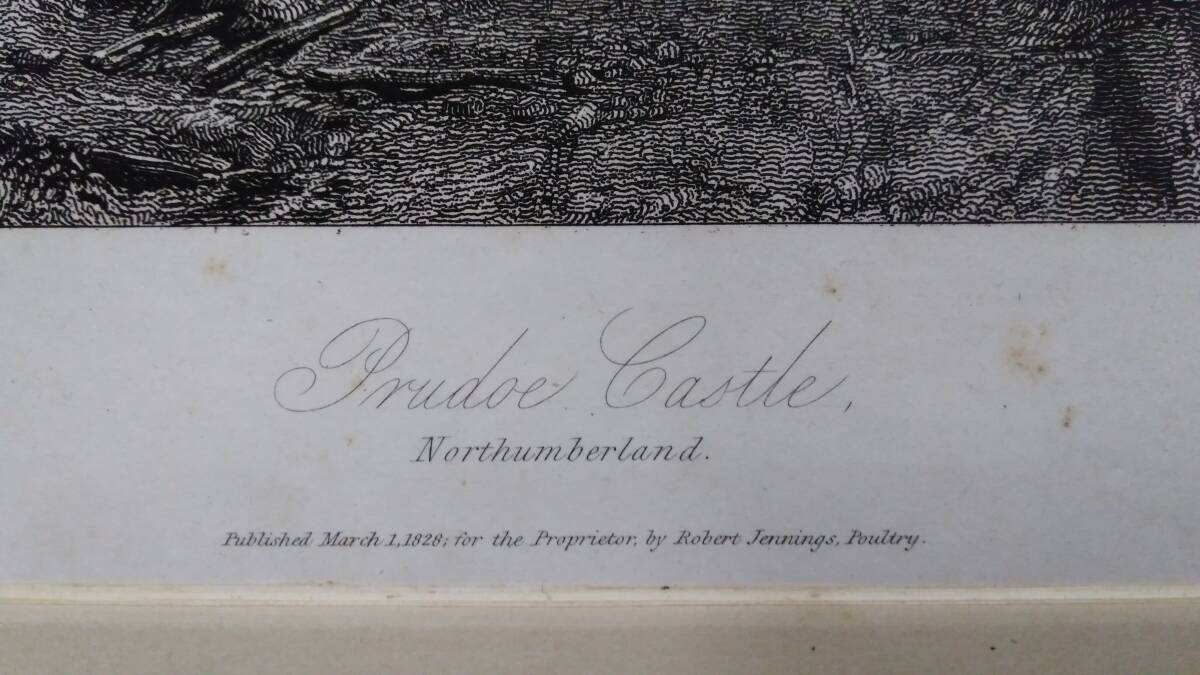 Prudoe Castle,
Northumberland.
Published March 1, 1828; for the Proprietor, by Robert Jennings, Poultry.